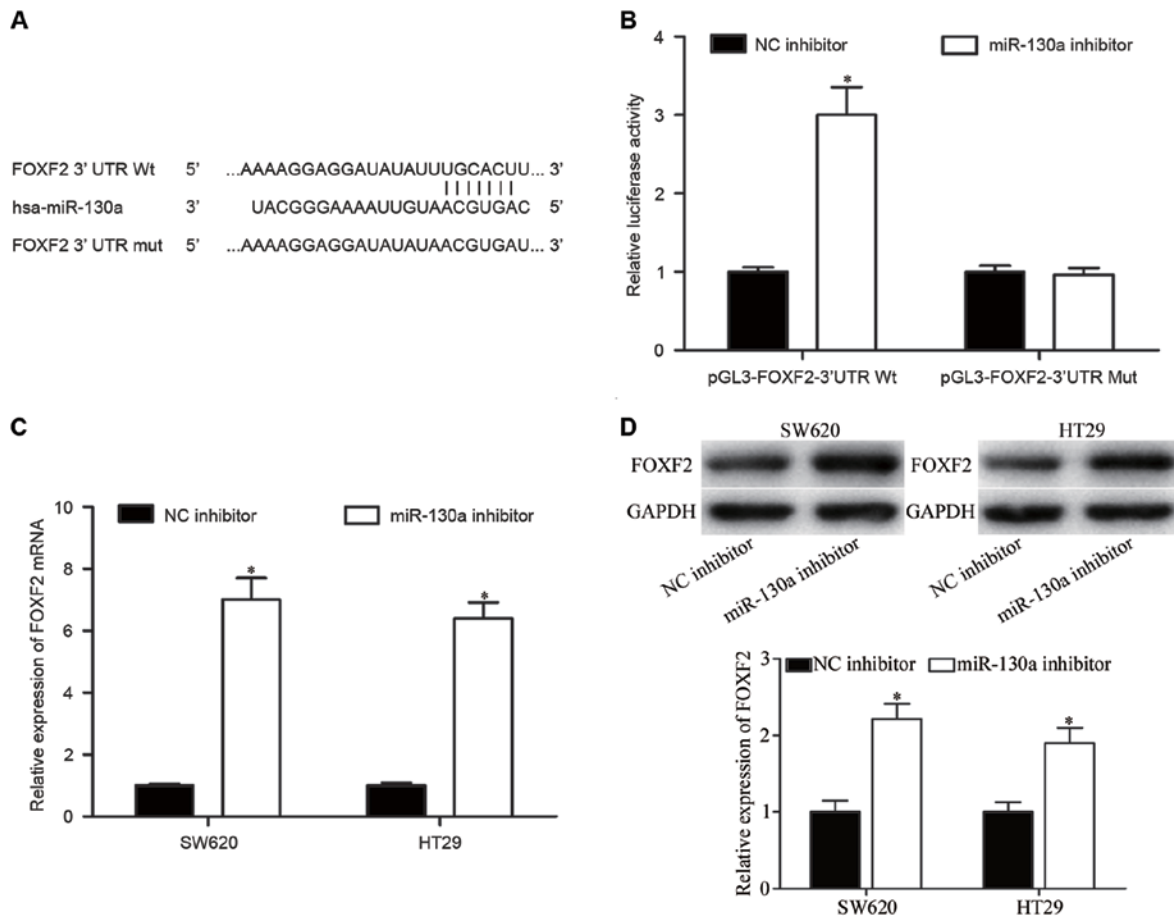 A
FOXF2 3' UTR Wt 5' ...AAAAGGAGGAUAUAUUUGCACUU... 3'
hsa-miR-130a 3' UACGGGAAAAUUGUAACGUGAC 5'
FOXF2 3' UTR mut 5' ...AAAAGGAGGAUAUAUAACGUGAU... 3'
B
NC inhibitor miR-130a inhibitor
Relative luciferase activity
4
3
2
1
0
*
pGL3-FOXF2-3'UTR Wt pGL3-FOXF2-3'UTR Mut
C
NC inhibitor miR-130a inhibitor
Relative expression of FOXF2 mRNA
10
8
6
4
2
0
* *
SW620 HT29
D
SW620 HT29
FOXF2 FOXF2
GAPDH GAPDH
NC inhibitor miR-130a inhibitor NC inhibitor miR-130a inhibitor
NC inhibitor miR-130a inhibitor
Relative expression of FOXF2
3
2
1
0
* *
SW620 HT29